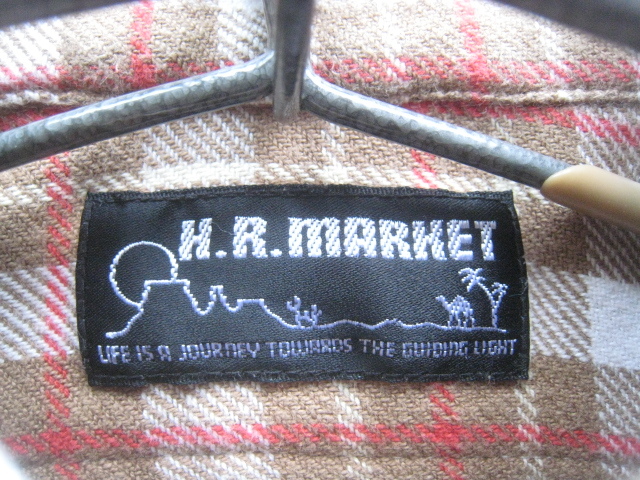 H.R.MARKET
LIFE IS A JOURNEY TOWARDS THE GUIDING LIGHT